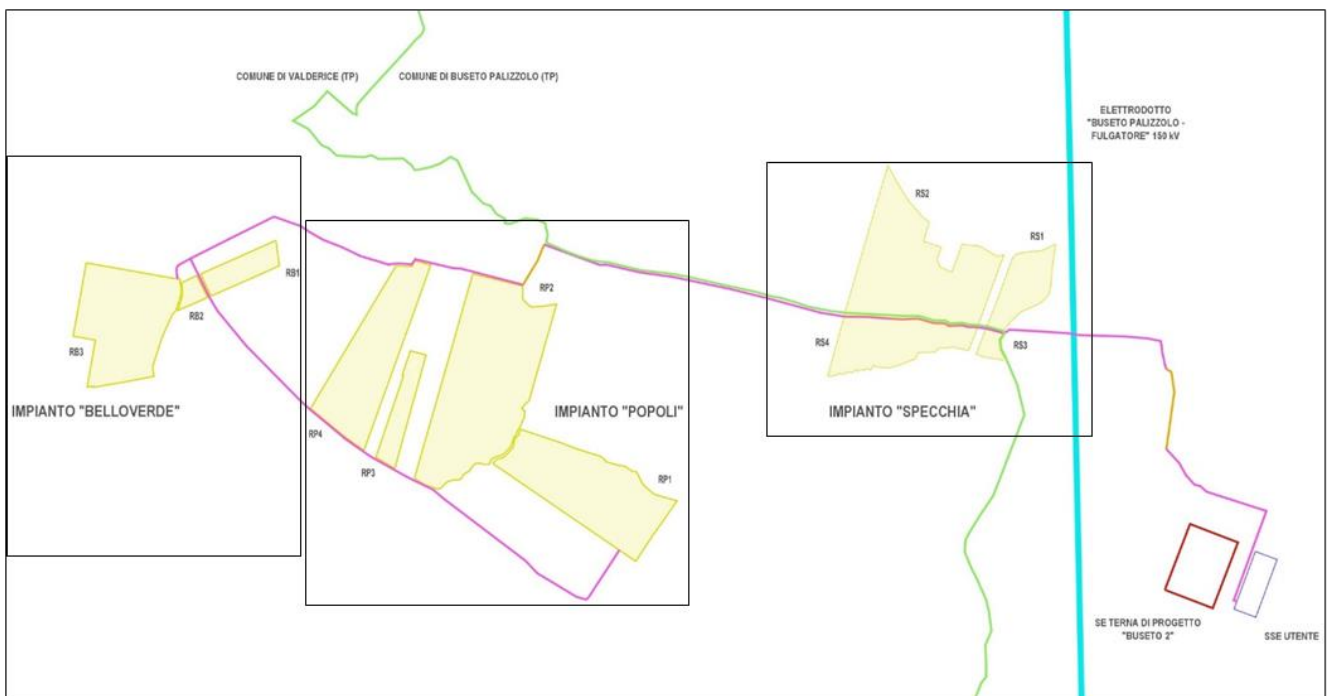 COMUNE DI VALDERICE (TP)
COMUNE DI BUSETO PALIZZOLO (TP)
ELETTRODOTTO
"BUSETO PALIZZOLO -
FULGATORE" 150 kV
RS2
RS1
RB1
RP2
RB2
RS4
RS3
RB3
IMPIANTO "BELLOVERDE"
IMPIANTO "POPOLI"
IMPIANTO "SPECCHIA"
RP4
RP3
RP1
SE TERNA DI PROGETTO
"BUSETO 2"
SSE UTENTE